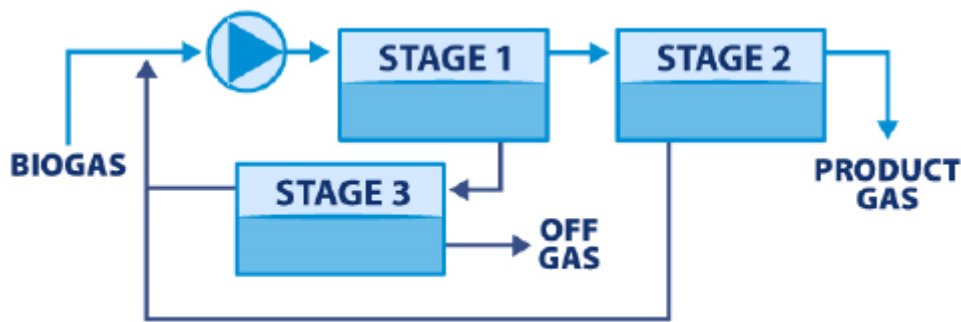 STAGE 1
STAGE 2
BIOGAS
PRODUCT
GAS
STAGE 3
OFF
GAS